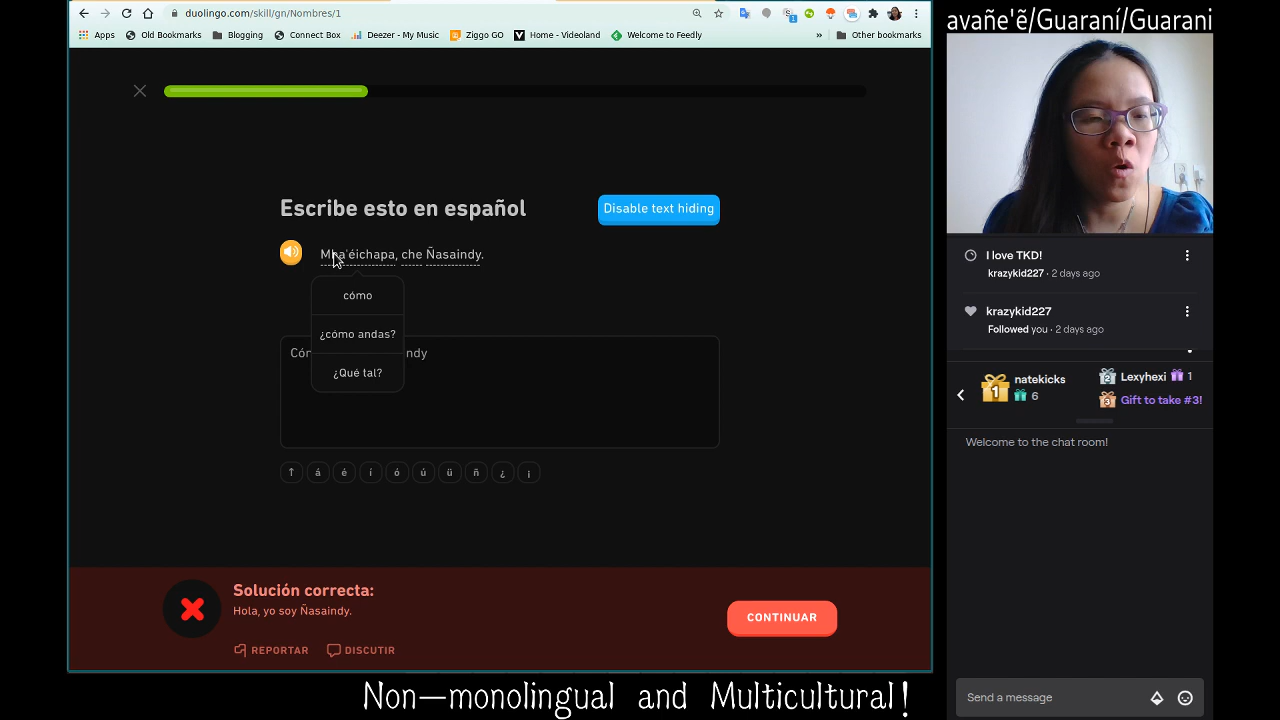 duolingo.com/skill/gn/Nombres/1
Apps Old Bookmarks Blogging Connect Box Deezer - My Music Ziggo GO Home - Videoland Welcome to Feedly » Other bookmarks
Escribe esto en español
Disable text hiding
Mba'éichapa, che Ñasaindy.
cómo
¿cómo andas?
¿Qué tal?
Cóm
ndy
↑ á é í ó ú ü ñ ¿ ¡
Solución correcta:
Hola, yo soy Ñasaindy.
REPORTAR DISCUTIR
CONTINUAR
avañe'ẽ/Guaraní/Guarani
I love TKD!
krazykid227 · 2 days ago
krazykid227
Followed you · 2 days ago
1 natekicks
6
2 Lexyhexi 1
3 Gift to take #3!
Welcome to the chat room!
Send a message
Non—monolingual and Multicultural!